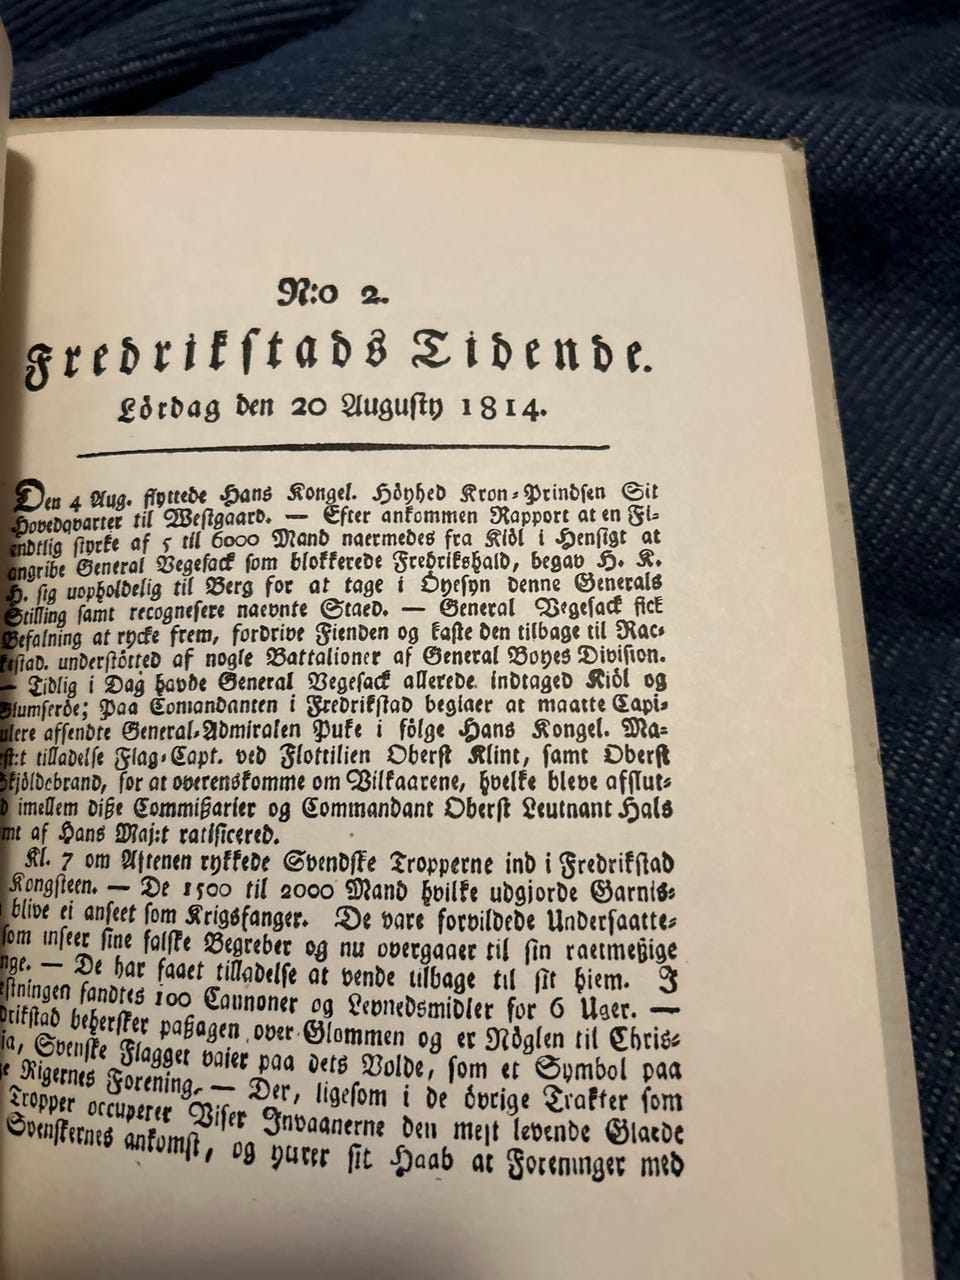 N:o 2.
Fredrikstads Tidende.
Lördag den 20 Augusty 1814.
Den 4 Aug. flyttede Hans Kongel. Höyhed Kron-Prindsen Sit
Hovedqvarter til Westgaard. — Efter ankommen Rapport at en Fi-
endtlig styrke af 5 til 6000 Mand naermedes fra Kiöl i Hensigt at
angribe General Vegesack som blokkerede Fredrikshald, begav H. K.
H. sig uopholdelig til Berg for at tage i Öyesyn denne Generals
Stilling samt recognesere naevnte Staed. — General Vegesack fick
Befalning at rycke frem, fordrive Fienden og kaste den tilbage til Rac-
kestad. understötted af nogle Battalioner af General Boyes Division.
— Tidlig i Dag havde General Vegesack allerede indtaged Kiöl og
Glumseröe; Paa Comandanten i Fredrikstad begiaer at maatte Capi-
ulere affendte General-Admiralen Puke i fölge Hans Kongel. Ma-
st:t tilladelse Flag-Capt. ved Flottilien Oberst Klint, samt Oberst
Skjöldebrand, for at overenskomme om Vilkaarene, hvelke bleve afslut-
d imellem disse Commissarier og Commandant Oberst Leutnant Hals
mt af Hans Maj:t ratificered.
Kl. 7 om Aftenen rykkede Svendske Tropperne ind i Fredrikstad
Kongsteen. — De 1500 til 2000 Mand hvilke udgjorde Garnis-
blive ei anseet som Krigsfanger. De vare forvildede Undersaatte-
som inseer sine falske Begreber og nu overgaaer til sin raetmessige
nge. — De har faaet tilladelse at vende tilbage til sit hiem. I
estningen fandtes 100 Cannoner og Levnedsmidler for 6 Uger. —
drikstad behersker passagen over Glommen og er Nöglen til Chris-
ia, Svenske Flagget vaier paa dets Volde, som et Symbol paa
e Rigernes Forening. — Der, ligesom i de övrige Trakter som
Tropper occuperer Viser Invaanerne den mest levende Glaede
Svenskernes ankomst, og yttrer sit Haab at Foreningen med